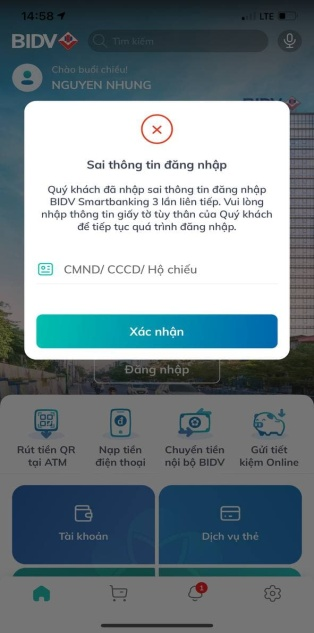 14:58
LTE
BIDV
Tìm kiếm
Chào buổi chiều!
NGUYEN NHUNG
BIDV
Sai thông tin đăng nhập
Quý khách đã nhập sai thông tin đăng nhập
BIDV Smartbanking 3 lần liên tiếp. Vui lòng
nhập thông tin giấy tờ tùy thân của Quý khách
để tiếp tục quá trình đăng nhập.
CMND/ CCCD/ Hộ chiếu
Xác nhận
Đăng nhập
Rút tiền QR
tại ATM
Nạp tiền
điện thoại
Chuyển tiền
nội bộ BIDV
Gửi tiết
kiệm Online
Tài khoản
Dịch vụ thẻ
1